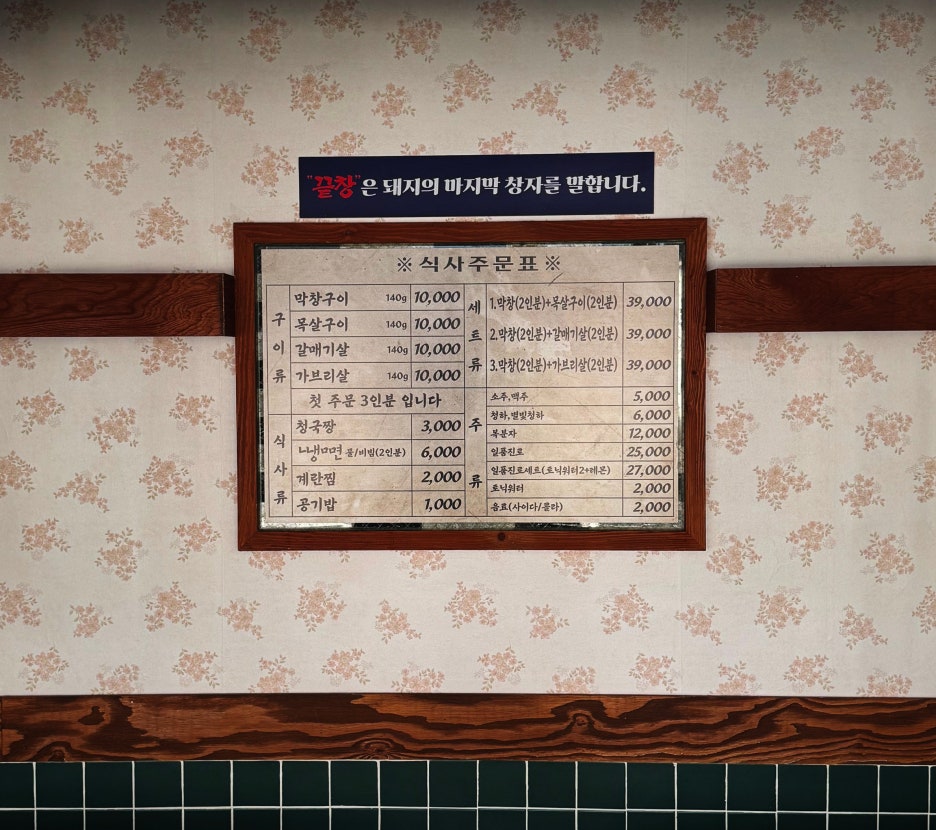 "끝창"은 돼지의 마지막 창자를 말합니다.
※식사주문표※
구이류
막창구이 140g 10,000
목살구이 140g 10,000
갈매기살 140g 10,000
가브리살 140g 10,000
첫 주문 3인분 입니다
식사류
청국짱 3,000
냉면 물/비빔(2인분) 6,000
계란찜 2,000
공기밥 1,000
세트류
1.막창(2인분)+목살구이(2인분) 39,000
2.막창(2인분)+갈매기살(2인분) 39,000
3.막창(2인분)+가브리살(2인분) 39,000
주류
소주,맥주 5,000
청하,별빛청하 6,000
복분자 12,000
일품진로 25,000
일품진로세트(토닉워터2+레몬) 27,000
토닉워터 2,000
음료(사이다/콜라) 2,000